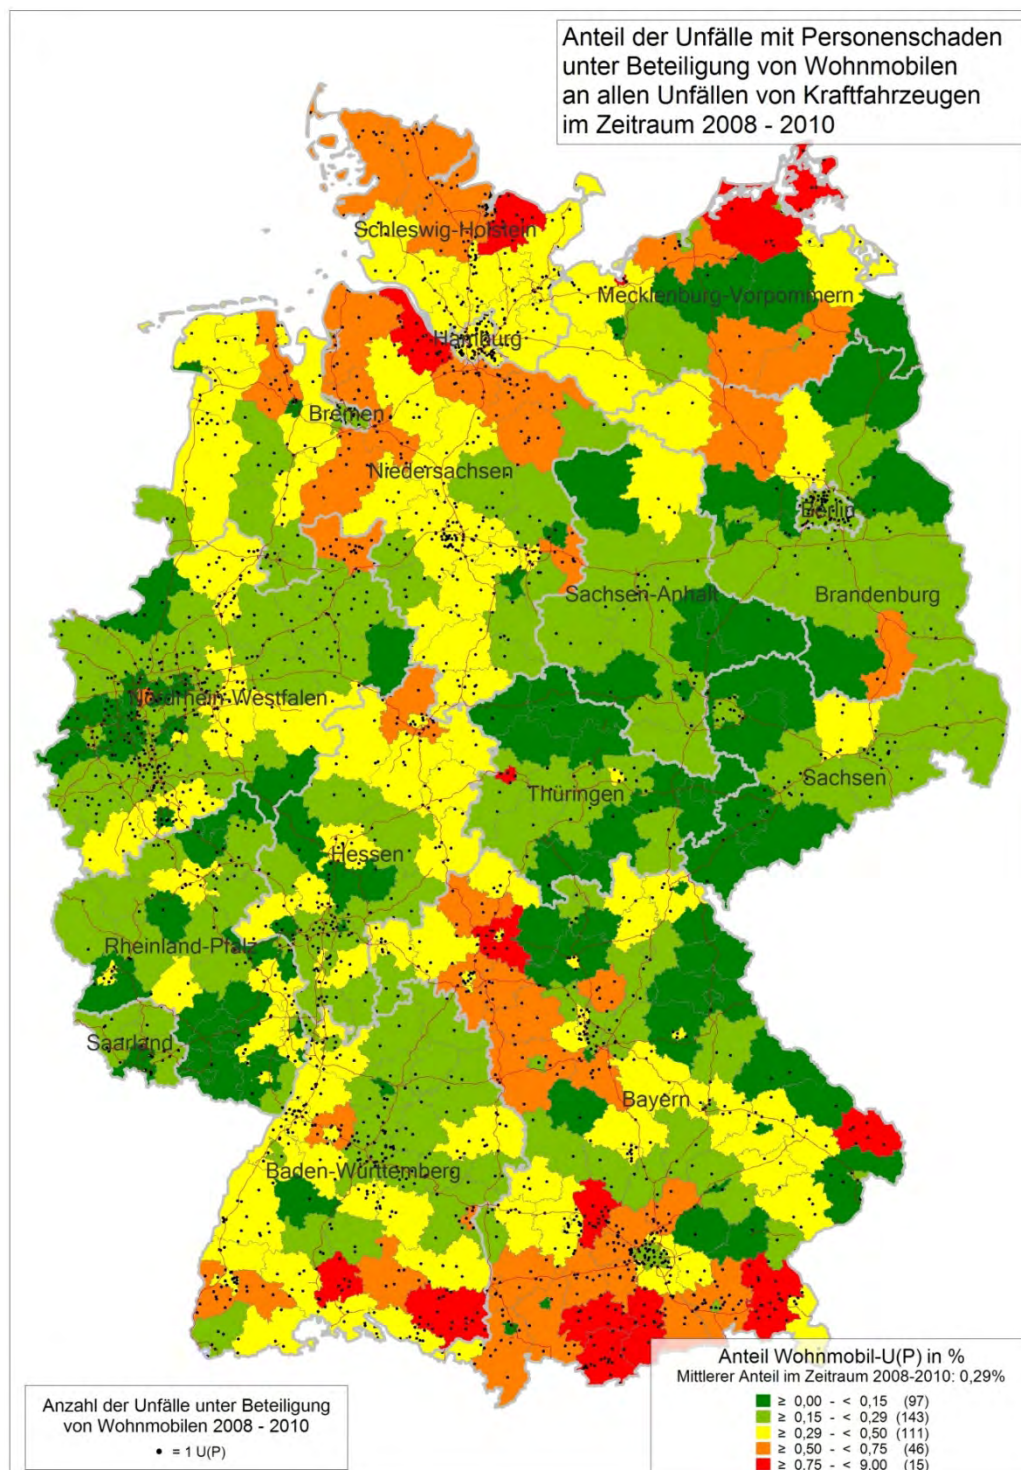 Anteil der Unfälle mit Personenschaden
unter Beteiligung von Wohnmobilen
an allen Unfällen von Kraftfahrzeugen
im Zeitraum 2008 - 2010
Schleswig-Holstein
Mecklenburg-Vorpommern
Hamburg
Bremen
Niedersachsen
Berlin
Sachsen-Anhalt
Brandenburg
Nordrhein-Westfalen
Sachsen
Thüringen
Hessen
Rheinland-Pfalz
Saarland
Bayern
Baden-Württemberg
Anteil Wohnmobil-U(P) in %
Mittlerer Anteil im Zeitraum 2008-2010: 0,29%
≥ 0,00 - < 0,15 (97)
≥ 0,15 - < 0,29 (143)
≥ 0,29 - < 0,50 (111)
≥ 0,50 - < 0,75 (46)
≥ 0,75 - < 9,00 (15)
Anzahl der Unfälle unter Beteiligung
von Wohnmobilen 2008 - 2010
• = 1 U(P)